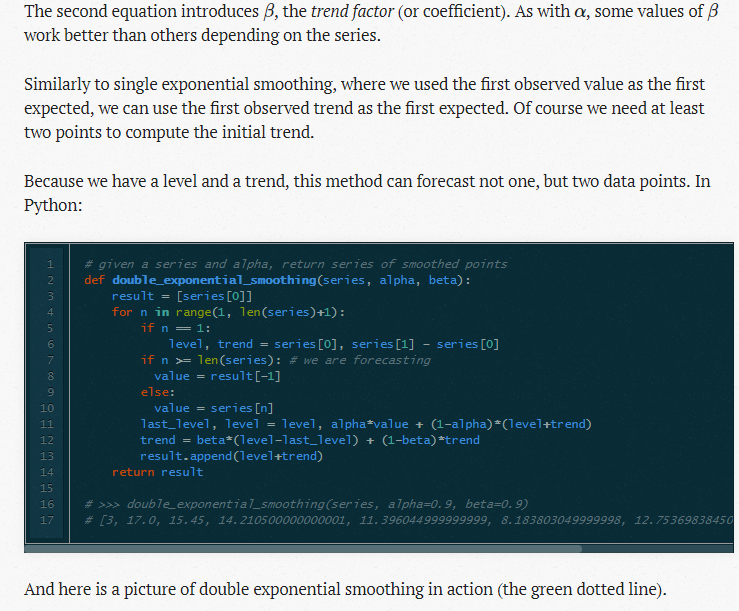 The second equation introduces β, the trend factor (or coefficient). As with α, some values of β
work better than others depending on the series.
Similarly to single exponential smoothing, where we used the first observed value as the first
expected, we can use the first observed trend as the first expected. Of course we need at least
two points to compute the initial trend.
Because we have a level and a trend, this method can forecast not one, but two data points. In
Python:
1 # given a series and alpha, return series of smoothed points
2 def double_exponential_smoothing(series, alpha, beta):
3     result = [series[0]]
4     for n in range(1, len(series)+1):
5         if n == 1:
6             level, trend = series[0], series[1] - series[0]
7         if n >= len(series): # we are forecasting
8           value = result[-1]
9         else:
10           value = series[n]
11         last_level, level = level, alpha*value + (1-alpha)*(level+trend)
12         trend = beta*(level-last_level) + (1-beta)*trend
13         result.append(level+trend)
14     return result
15
16 # >>> double_exponential_smoothing(series, alpha=0.9, beta=0.9)
17 # [3, 17.0, 15.45, 14.210500000000001, 11.396044999999999, 8.183803049999998, 12.75369838450
And here is a picture of double exponential smoothing in action (the green dotted line).